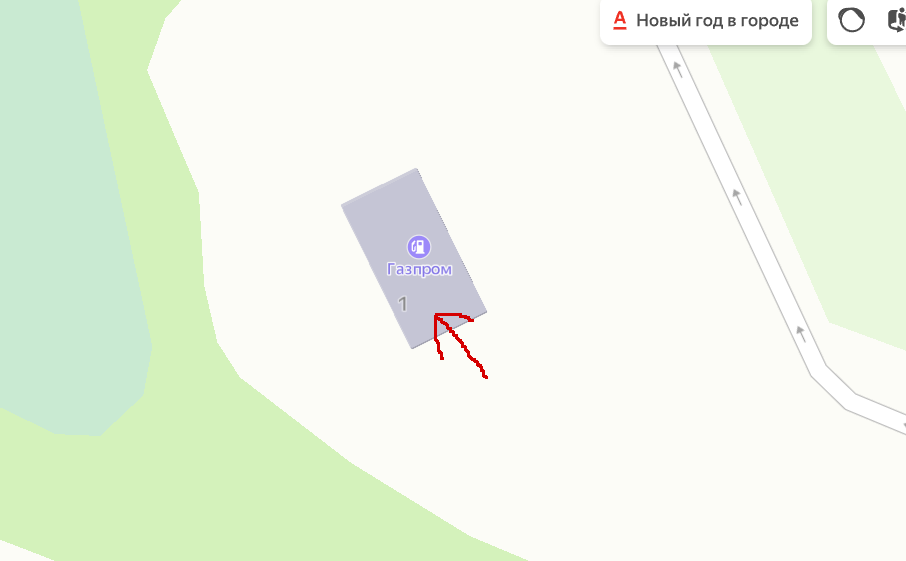 А Новый год в городе
Газпром
1